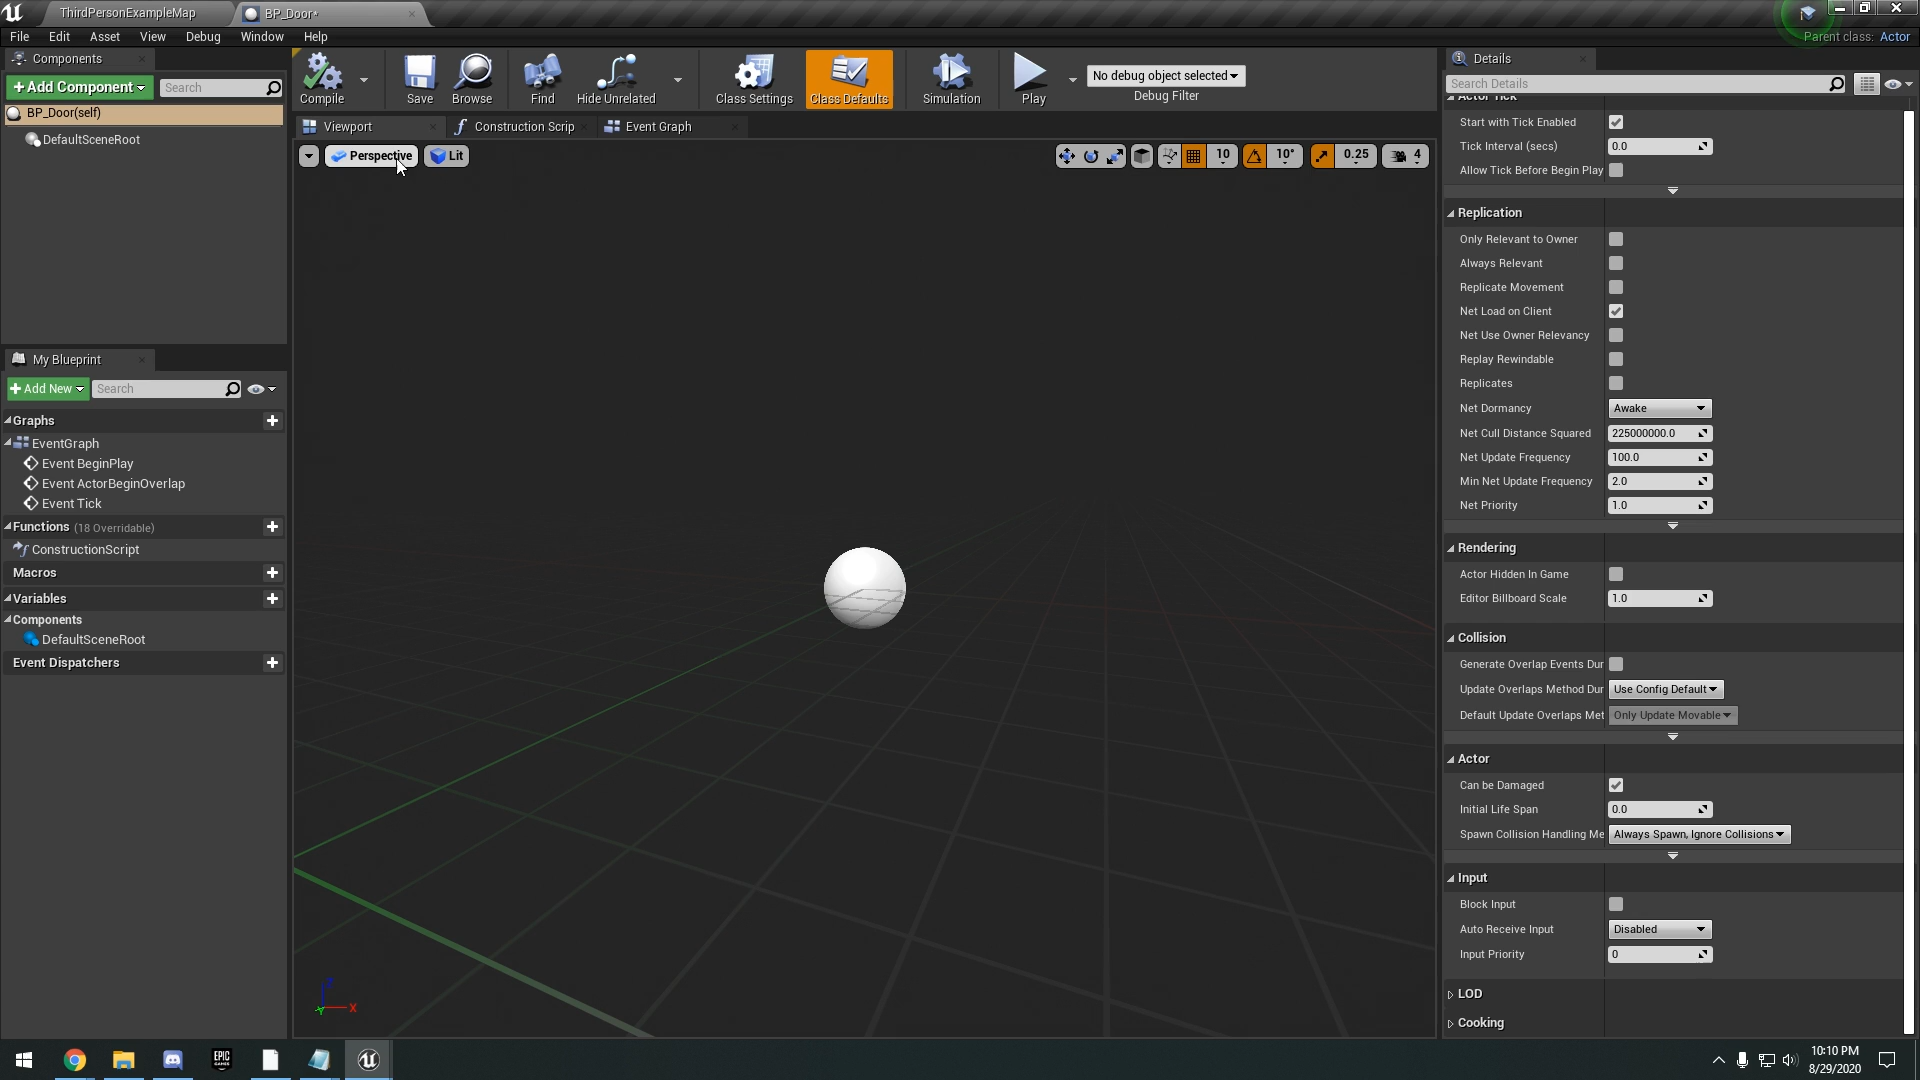 ThirdPersonExampleMap
BP_Door*
File Edit Asset View Debug Window Help
Parent class: Actor
Components
+ Add Component
Search
BP_Door(self)
DefaultSceneRoot
My Blueprint
+ Add New
Search
Graphs
EventGraph
Event BeginPlay
Event ActorBeginOverlap
Event Tick
Functions (18 Overridable)
ConstructionScript
Macros
Variables
Components
DefaultSceneRoot
Event Dispatchers
Compile
Save
Browse
Find
Hide Unrelated
Class Settings
Class Defaults
Simulation
Play
No debug object selected
Debug Filter
Viewport
Construction Scrip
Event Graph
Perspective
Lit
10
10°
0.25
4
X
Details
Search Details
Actor Tick
Start with Tick Enabled
Tick Interval (secs) 0.0
Allow Tick Before Begin Play
Replication
Only Relevant to Owner
Always Relevant
Replicate Movement
Net Load on Client
Net Use Owner Relevancy
Replay Rewindable
Replicates
Net Dormancy Awake
Net Cull Distance Squared 225000000.0
Net Update Frequency 100.0
Min Net Update Frequency 2.0
Net Priority 1.0
Rendering
Actor Hidden In Game
Editor Billboard Scale 1.0
Collision
Generate Overlap Events Dur
Update Overlaps Method Dur Use Config Default
Default Update Overlaps Met Only Update Movable
Actor
Can be Damaged
Initial Life Span 0.0
Spawn Collision Handling Me Always Spawn, Ignore Collisions
Input
Block Input
Auto Receive Input Disabled
Input Priority 0
LOD
Cooking
EPIC
GAMES
10:10 PM
8/29/2020